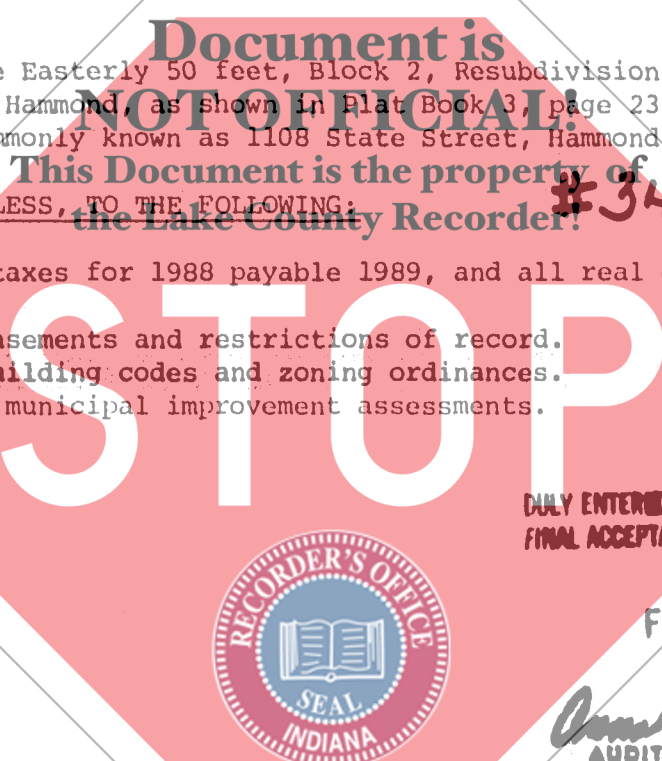 Document is
e Easterly 50 feet, Block 2, Resubdivision
Hammond, as shown in Plat Book 3, page 23
NOT OFFICIAL!
mmonly known as 1108 State Street, Hammond
This Document is the property of
LESS, TO THE FOLLOWING:
#34
the Lake County Recorder!
taxes for 1988 payable 1989, and all real
asements and restrictions of record.
uilding codes and zoning ordinances.
municipal improvement assessments.
STOP
DULY ENTERED
FINAL ACCEPTA
RECORDER'S OFFICE
F
SEAL
INDIANA
AUDIT